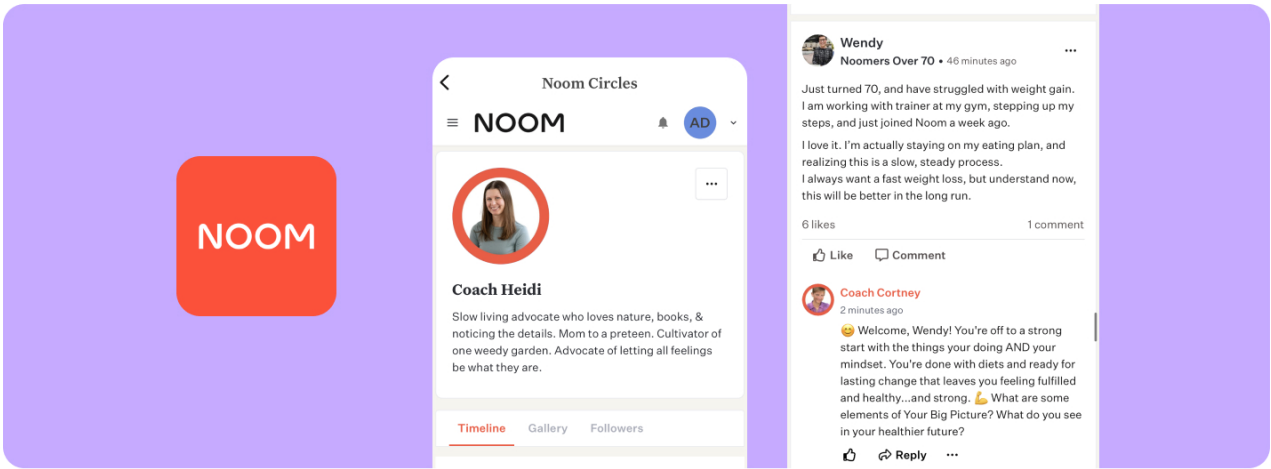 NOOM
Noom Circles
NOOM
AD
Coach Heidi
Slow living advocate who loves nature, books, &
noticing the details. Mom to a preteen. Cultivator of
one weedy garden. Advocate of letting all feelings
be what they are.
Timeline Gallery Followers
Wendy
Noomers Over 70 • 46 minutes ago
Just turned 70, and have struggled with weight gain.
I am working with trainer at my gym, stepping up my
steps, and just joined Noom a week ago.
I love it. I'm actually staying on my eating plan, and
realizing this is a slow, steady process.
I always want a fast weight loss, but understand now,
this will be better in the long run.
6 likes 1 comment
Like Comment
Coach Cortney
2 minutes ago
😊 Welcome, Wendy! You're off to a strong
start with the things your doing AND your
mindset. You're done with diets and ready for
lasting change that leaves you feeling fulfilled
and healthy...and strong. 💪 What are some
elements of Your Big Picture? What do you see
in your healthier future?
Reply